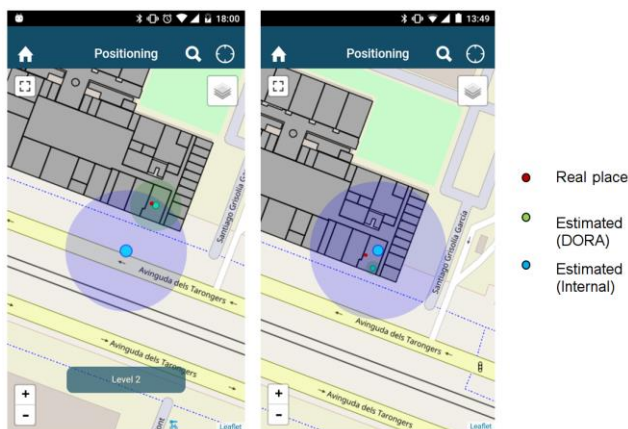 18:00
Positioning
Santiago Grisolía García
Avinguda dels Tarongers
Avinguda dels Tarongers
Level 2
+
-
Leaflet
13:49
Positioning
Santiago Grisolía García
Avinguda dels Tarongers
Avinguda dels Tarongers
+
-
Leaflet
Real place
Estimated
(DORA)
Estimated
(Internal)